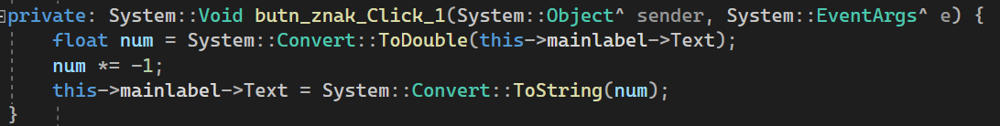 private: System::Void butn_znak_Click_1(System::Object^ sender, System::EventArgs^ e) {
    float num = System::Convert::ToDouble(this->mainlabel->Text);
    num *= -1;
    this->mainlabel->Text = System::Convert::ToString(num);
}